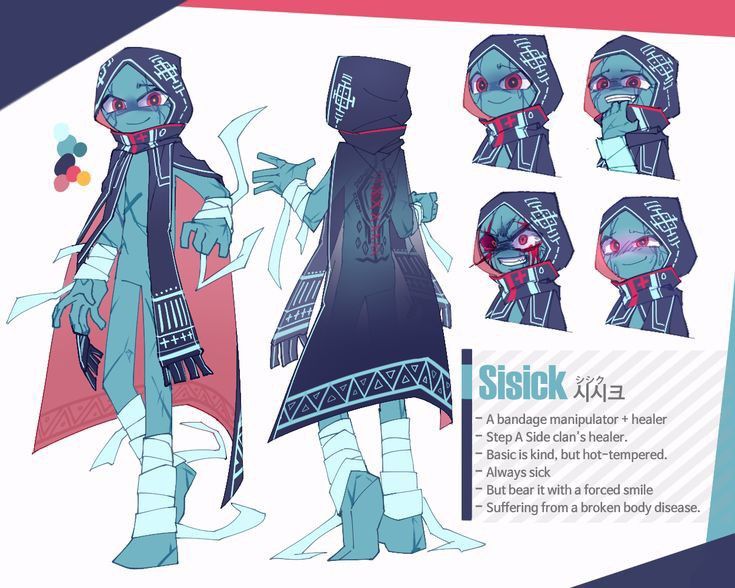 Sisick シシク
시시크
- A bandage manipulator + healer
- Step A Side clan's healer.
- Basic is kind, but hot-tempered.
- Always sick
- But bear it with a forced smile
- Suffering from a broken body disease.